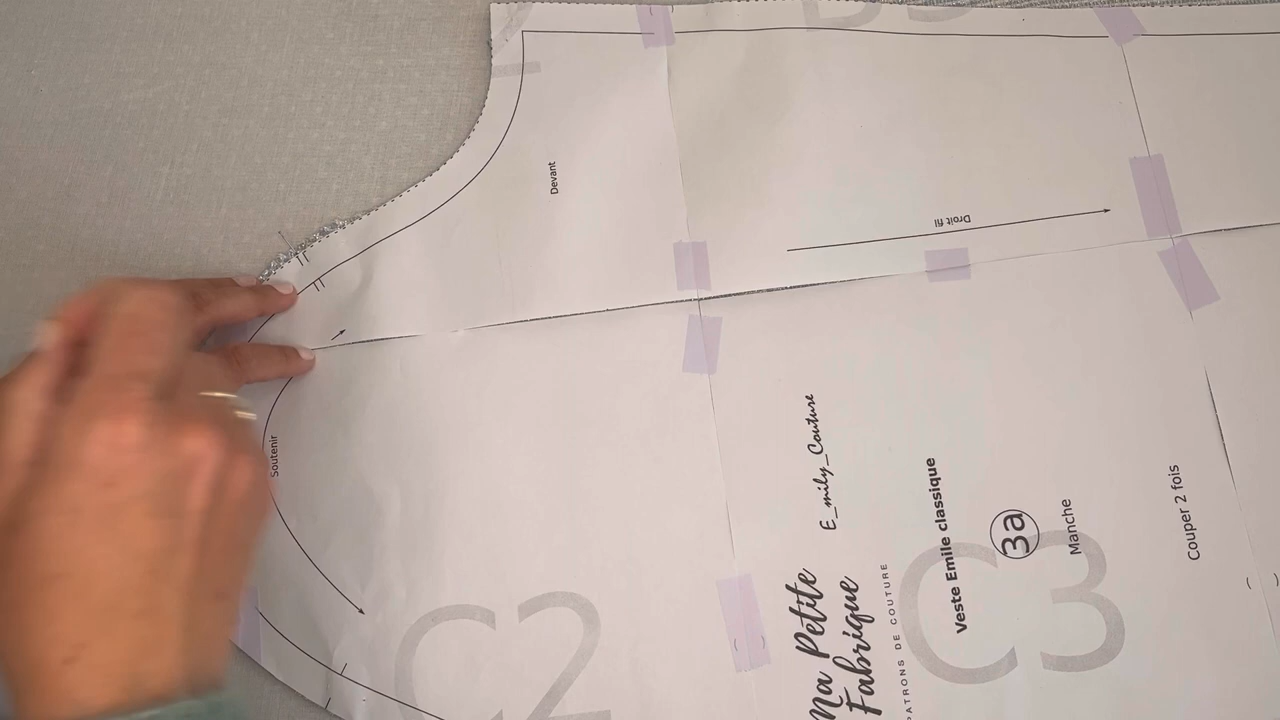 Devant
Droit fil
Soutenir
E_mily_Couture
Ma Petite
Fabrique
PATRONS DE COUTURE
Veste Emile classique
3a
Manche
Couper 2 fois
C2
C3